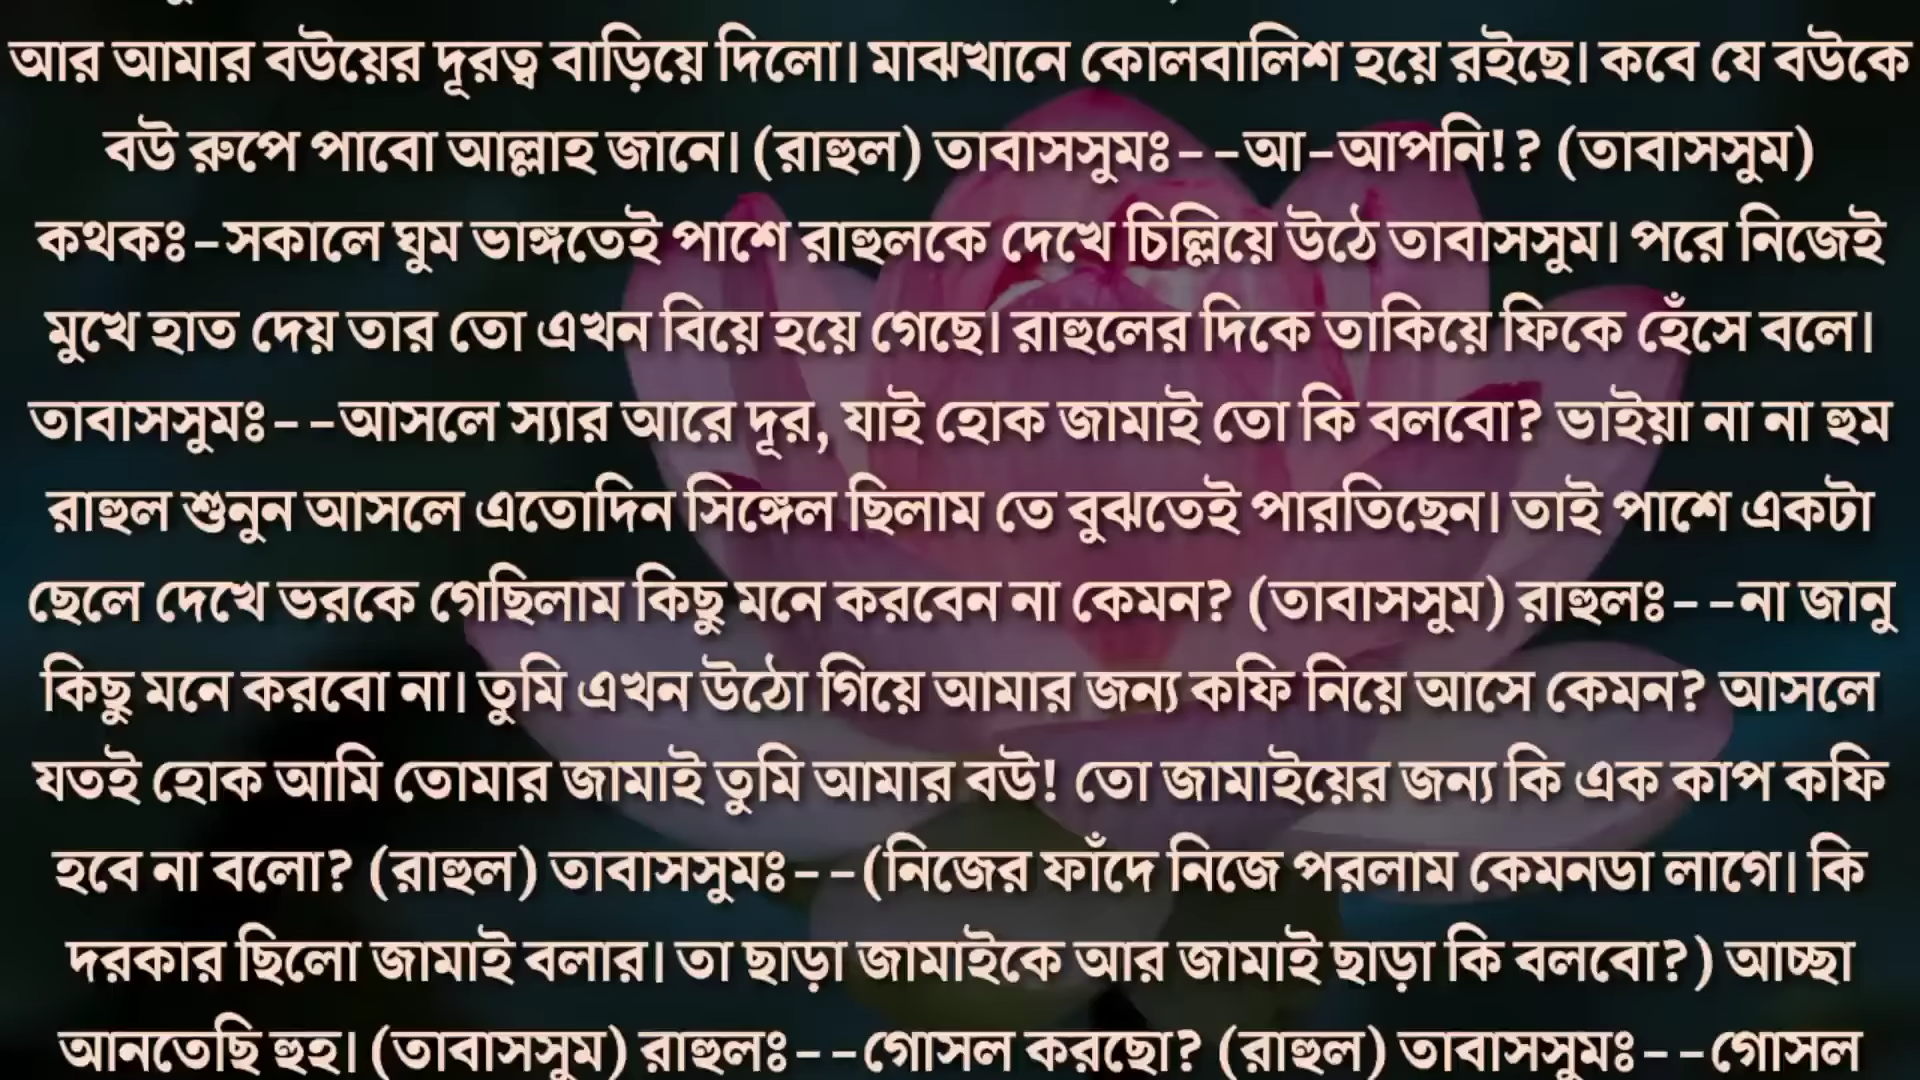 আর আমার বউয়ের দূরত্ব বাড়িয়ে দিলো। মাঝখানে কোলবালিশ হয়ে রইছে। কবে যে বউকে
বউ রুপে পাবো আল্লাহ জানে। (রাহুল) তাবাসসুমঃ--আ-আপনি!? (তাবাসসুম)
কথকঃ-সকালে ঘুম ভাঙ্গতেই পাশে রাহুলকে দেখে চিল্লিয়ে উঠে তাবাসসুম। পরে নিজেই
মুখে হাত দেয় তার তো এখন বিয়ে হয়ে গেছে। রাহুলের দিকে তাকিয়ে ফিকে হেঁসে বলে।
তাবাসসুমঃ--আসলে স্যার আরে দূর, যাই হোক জামাই তো কি বলবো? ভাইয়া না না হুম
রাহুল শুনুন আসলে এতোদিন সিঙ্গেল ছিলাম তে বুঝতেই পারতিছেন। তাই পাশে একটা
ছেলে দেখে ভরকে গেছিলাম কিছু মনে করবেন না কেমন? (তাবাসসুম) রাহুলঃ--না জানু
কিছু মনে করবো না। তুমি এখন উঠো গিয়ে আমার জন্য কফি নিয়ে আসে কেমন? আসলে
যতই হোক আমি তোমার জামাই তুমি আমার বউ! তো জামাইয়ের জন্য কি এক কাপ কফি
হবে না বলো? (রাহুল) তাবাসসুমঃ--(নিজের ফাঁদে নিজে পরলাম কেমনডা লাগে। কি
দরকার ছিলো জামাই বলার। তা ছাড়া জামাইকে আর জামাই ছাড়া কি বলবো?) আচ্ছা
আনতেছি হুহ। (তাবাসসুম) রাহুলঃ--গোসল করছো? (রাহুল) তাবাসসুমঃ--গোসল